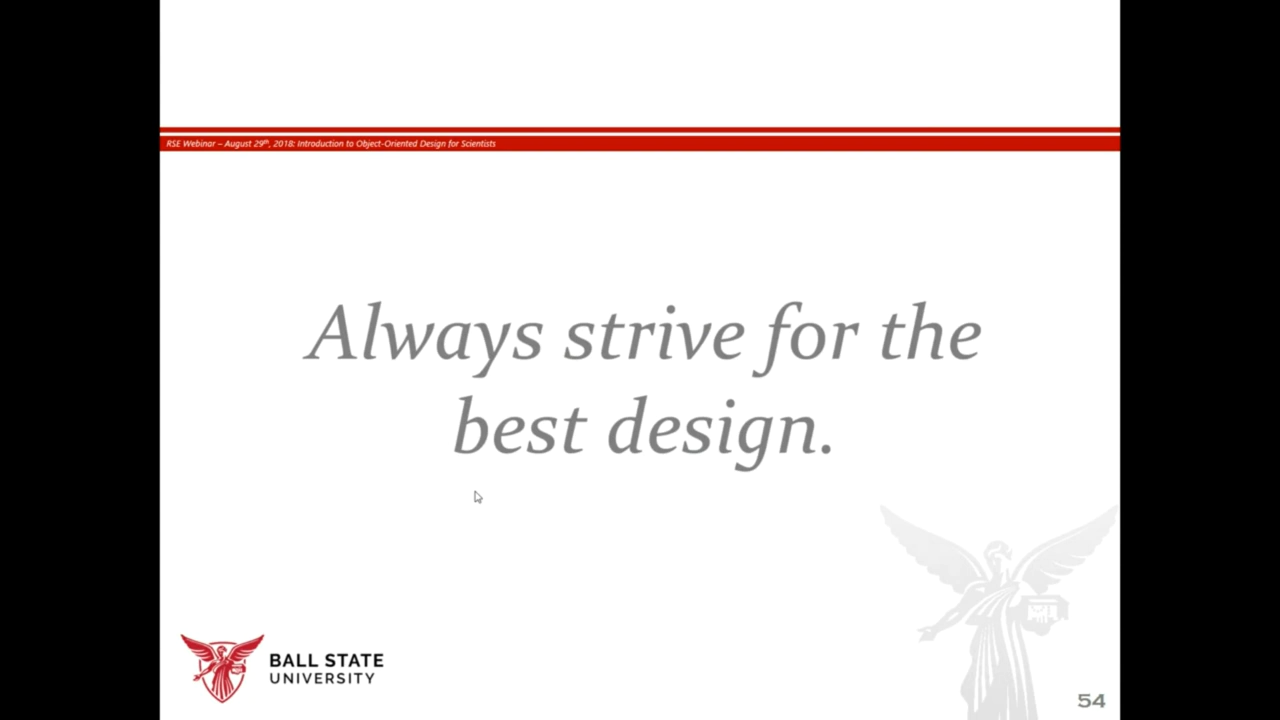 RSE Webinar – August 29th, 2018: Introduction to Object-Oriented Design for Scientists
Always strive for the
best design.
BALL STATE
UNIVERSITY
54